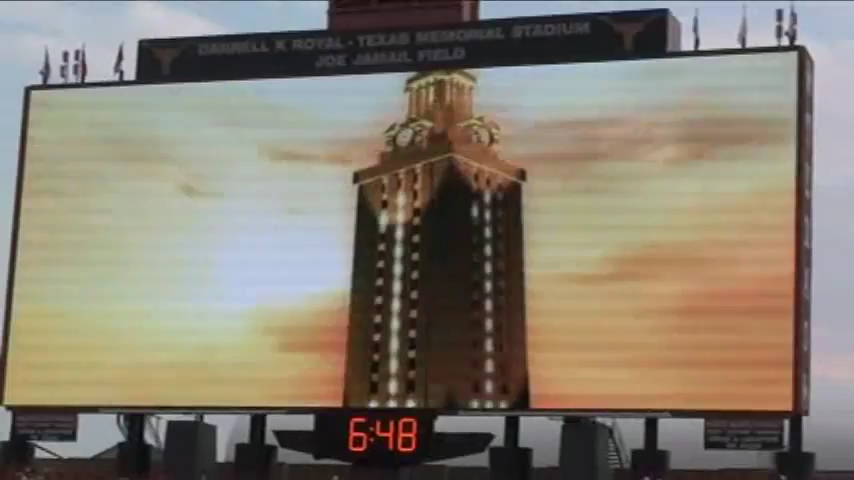 DARRELL K ROYAL - TEXAS MEMORIAL STADIUM
JOE JAMAIL FIELD
6:48